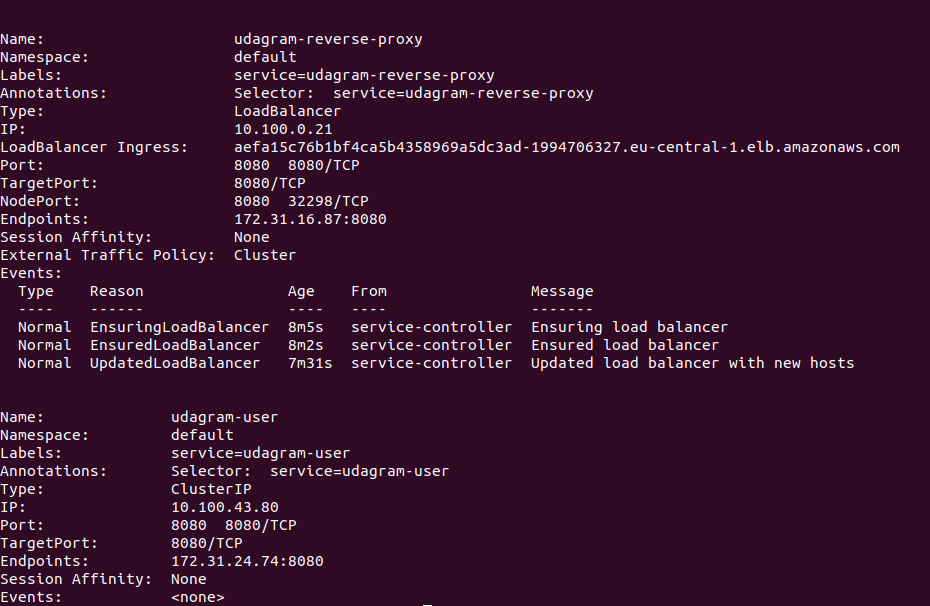 Name:                     udagram-reverse-proxy
Namespace:                default
Labels:                   service=udagram-reverse-proxy
Annotations:              Selector:  service=udagram-reverse-proxy
Type:                     LoadBalancer
IP:                       10.100.0.21
LoadBalancer Ingress:     aefa15c76b1bf4ca5b4358969a5dc3ad-1994706327.eu-central-1.elb.amazonaws.com
Port:                     8080  8080/TCP
TargetPort:               8080/TCP
NodePort:                 8080  32298/TCP
Endpoints:                172.31.16.87:8080
Session Affinity:         None
External Traffic Policy:  Cluster
Events:
  Type    Reason                Age    From                Message
  ----    ------                ----   ----                -------
  Normal  EnsuringLoadBalancer  8m5s   service-controller  Ensuring load balancer
  Normal  EnsuredLoadBalancer   8m2s   service-controller  Ensured load balancer
  Normal  UpdatedLoadBalancer   7m31s  service-controller  Updated load balancer with new hosts
Name:              udagram-user
Namespace:         default
Labels:            service=udagram-user
Annotations:       Selector:  service=udagram-user
Type:              ClusterIP
IP:                10.100.43.80
Port:              8080  8080/TCP
TargetPort:        8080/TCP
Endpoints:         172.31.24.74:8080
Session Affinity:  None
Events:            <none>